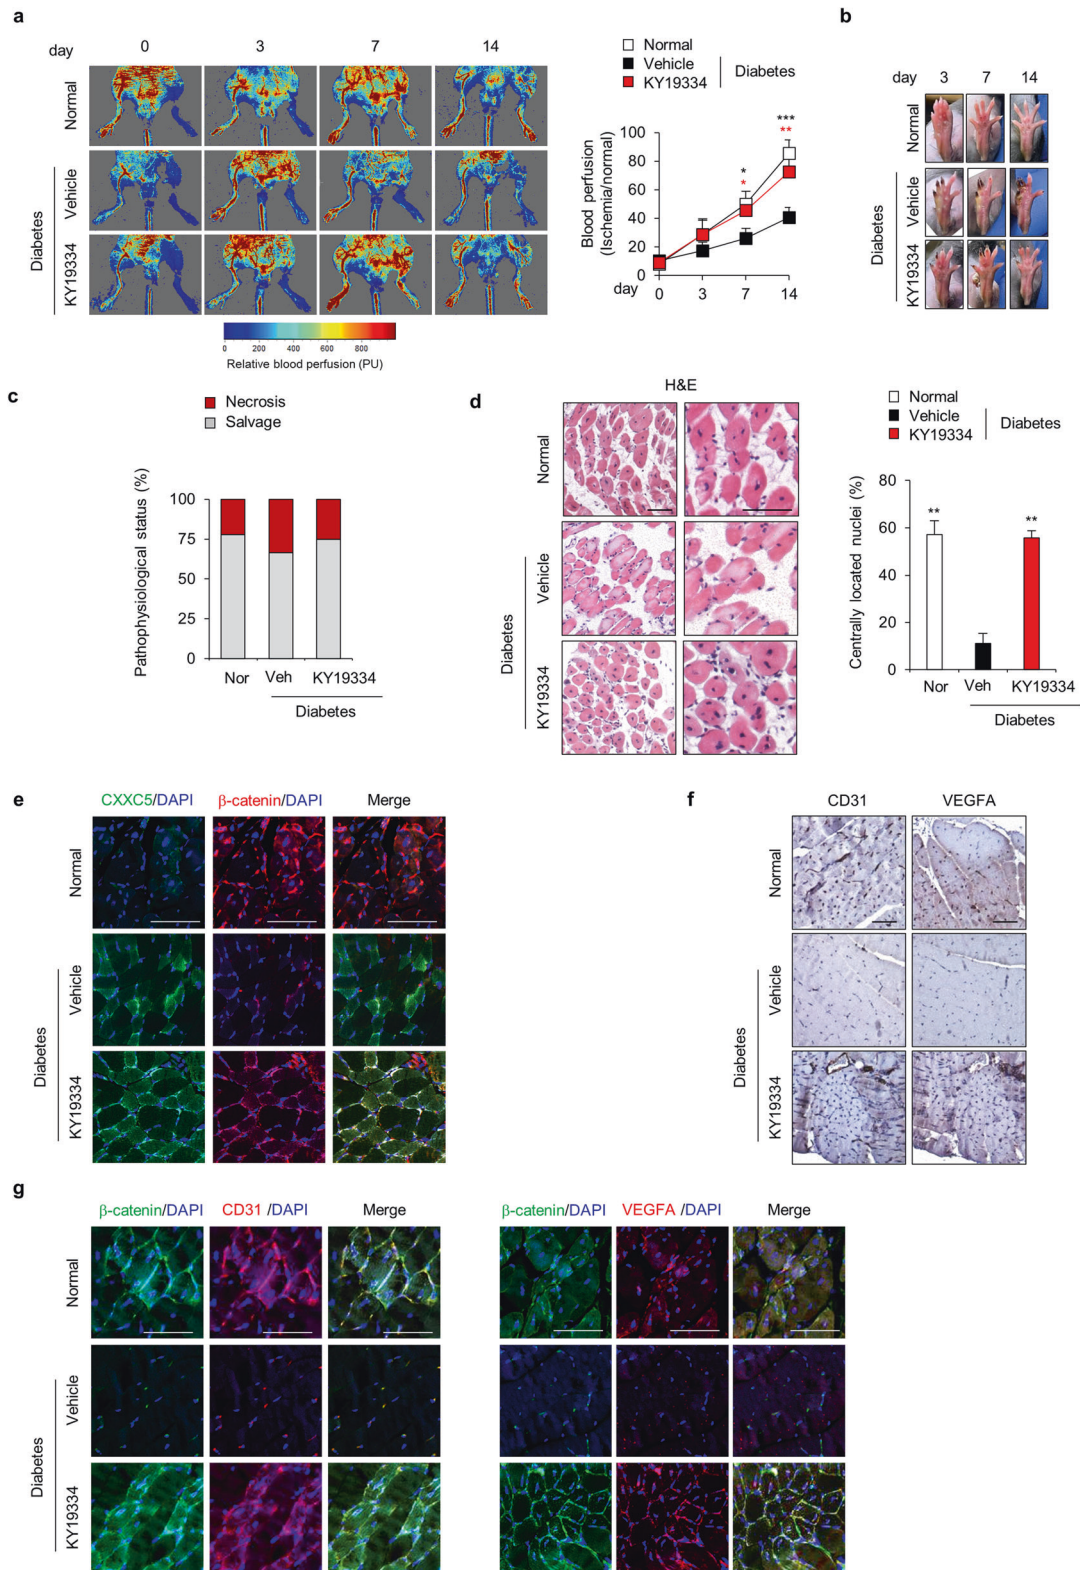 a
day 0 3 7 14
Normal
Vehicle
KY19334
Diabetes
0 200 400 600 800
Relative blood perfusion (PU)
Normal
Vehicle
KY19334
Diabetes
Blood perfusion
(Ischemia/normal)
100
80
60
40
20
0
***
**
*
*
day 0 3 7 14
b
day 3 7 14
Normal
Vehicle
KY19334
Diabetes
c
Necrosis
Salvage
Pathophysiological status (%)
100
75
50
25
0
Nor Veh KY19334
Diabetes
d
H&E
Normal
Vehicle
KY19334
Diabetes
Normal
Vehicle
KY19334
Diabetes
Centrally located nuclei (%)
80
60
40
20
0
** **
Nor Veh KY19334
Diabetes
e
CXXC5/DAPI β-catenin/DAPI Merge
Normal
Vehicle
KY19334
Diabetes
f
CD31 VEGFA
Normal
Vehicle
KY19334
Diabetes
g
β-catenin/DAPI CD31 /DAPI Merge
Normal
Vehicle
KY19334
Diabetes
β-catenin/DAPI VEGFA /DAPI Merge